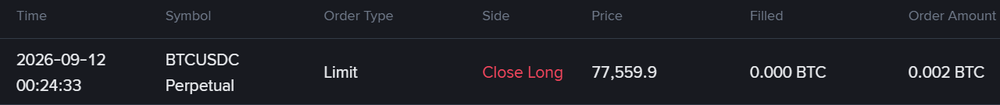 Time Symbol Order Type Side Price Filled Order Amount
2026-09-12 BTCUSDC
Limit Close Long 77,559.9 0.000 BTC 0.002 BTC
00:24:33 Perpetual